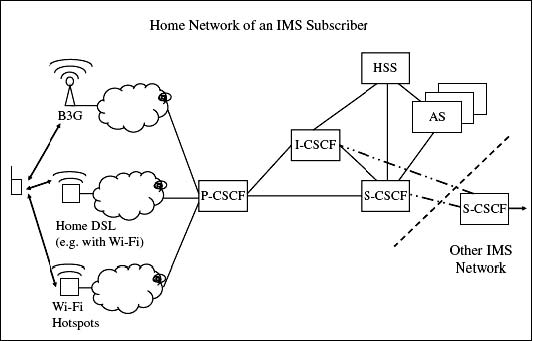 Home Network of an IMS Subscriber
HSS
B3G
AS
I-CSCF
P-CSCF
S-CSCF
S-CSCF
Home DSL
(e.g. with Wi-Fi)
Other IMS
Network
Wi-Fi
Hotspots